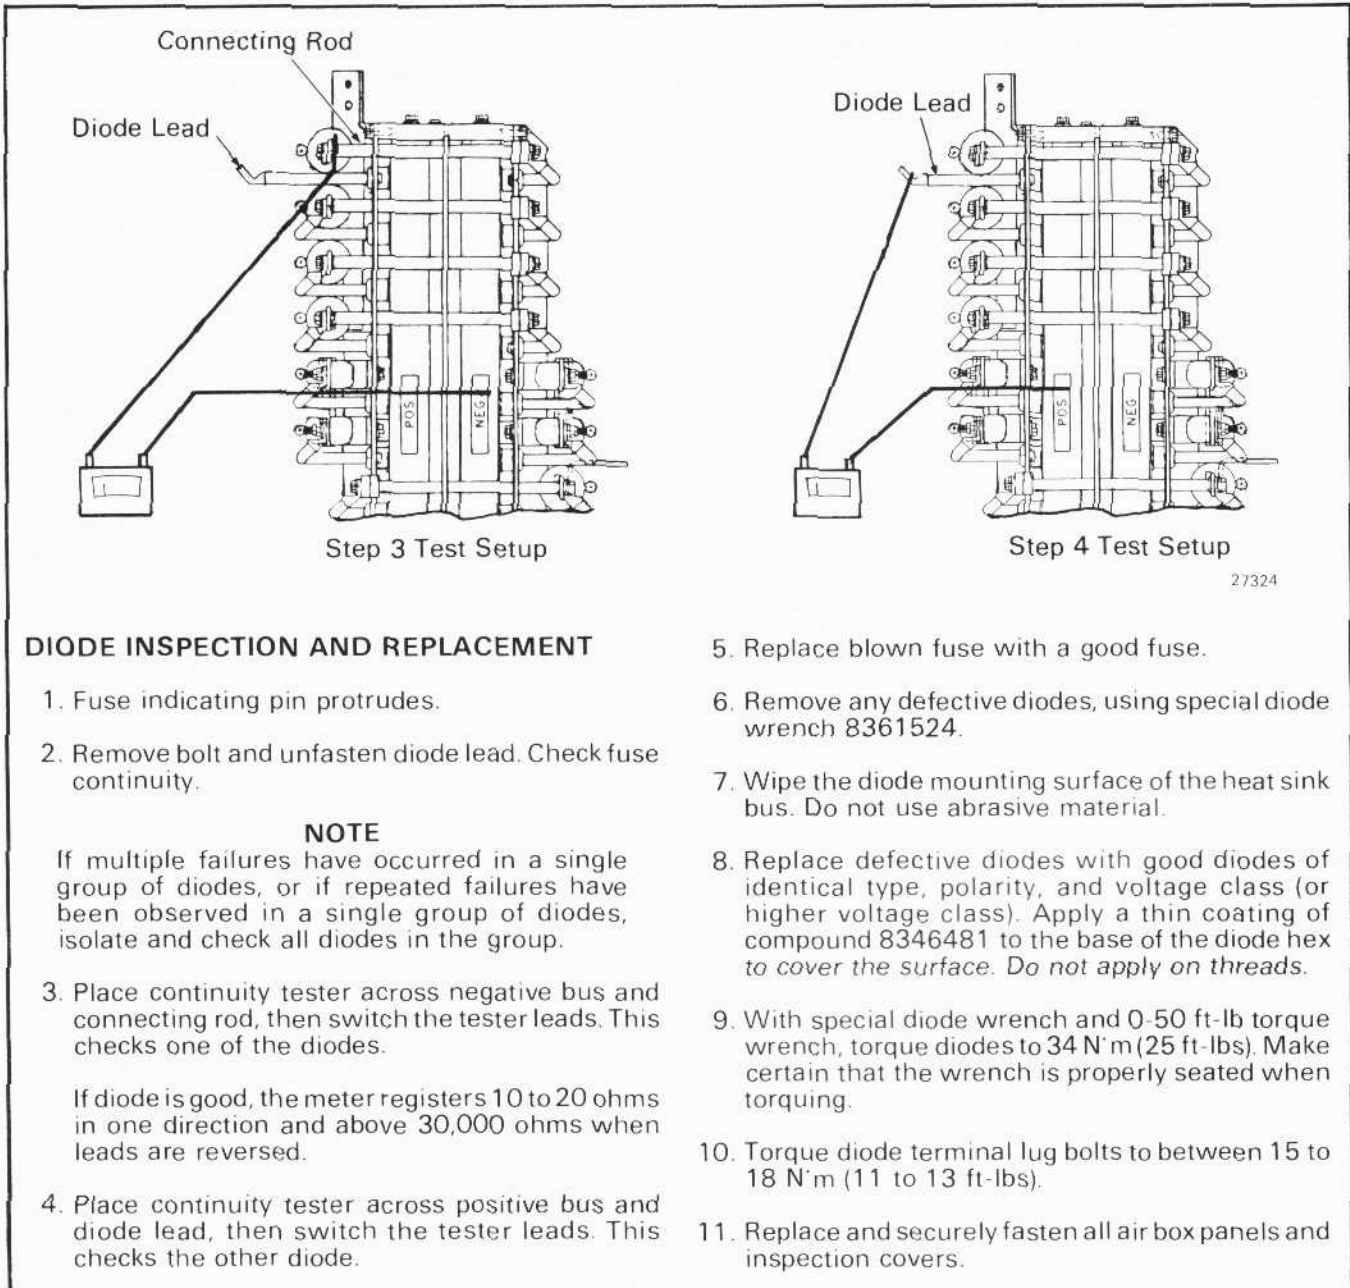 Connecting Rod
Diode Lead
POS
NEG
Step 3 Test Setup
Diode Lead
POS
NEG
Step 4 Test Setup
27324
DIODE INSPECTION AND REPLACEMENT
1. Fuse indicating pin protrudes.
2. Remove bolt and unfasten diode lead. Check fuse
continuity.
NOTE
If multiple failures have occurred in a single
group of diodes, or if repeated failures have
been observed in a single group of diodes,
isolate and check all diodes in the group.
3. Place continuity tester across negative bus and
connecting rod, then switch the tester leads. This
checks one of the diodes.
If diode is good, the meter registers 10 to 20 ohms
in one direction and above 30,000 ohms when
leads are reversed.
4. Place continuity tester across positive bus and
diode lead, then switch the tester leads. This
checks the other diode.
5. Replace blown fuse with a good fuse.
6. Remove any defective diodes, using special diode
wrench 8361524.
7. Wipe the diode mounting surface of the heat sink
bus. Do not use abrasive material.
8. Replace defective diodes with good diodes of
identical type, polarity, and voltage class (or
higher voltage class). Apply a thin coating of
compound 8346481 to the base of the diode hex
to cover the surface. Do not apply on threads.
9. With special diode wrench and 0-50 ft-lb torque
wrench, torque diodes to 34 N·m (25 ft-lbs). Make
certain that the wrench is properly seated when
torquing.
10. Torque diode terminal lug bolts to between 15 to
18 N·m (11 to 13 ft-lbs).
11. Replace and securely fasten all air box panels and
inspection covers.